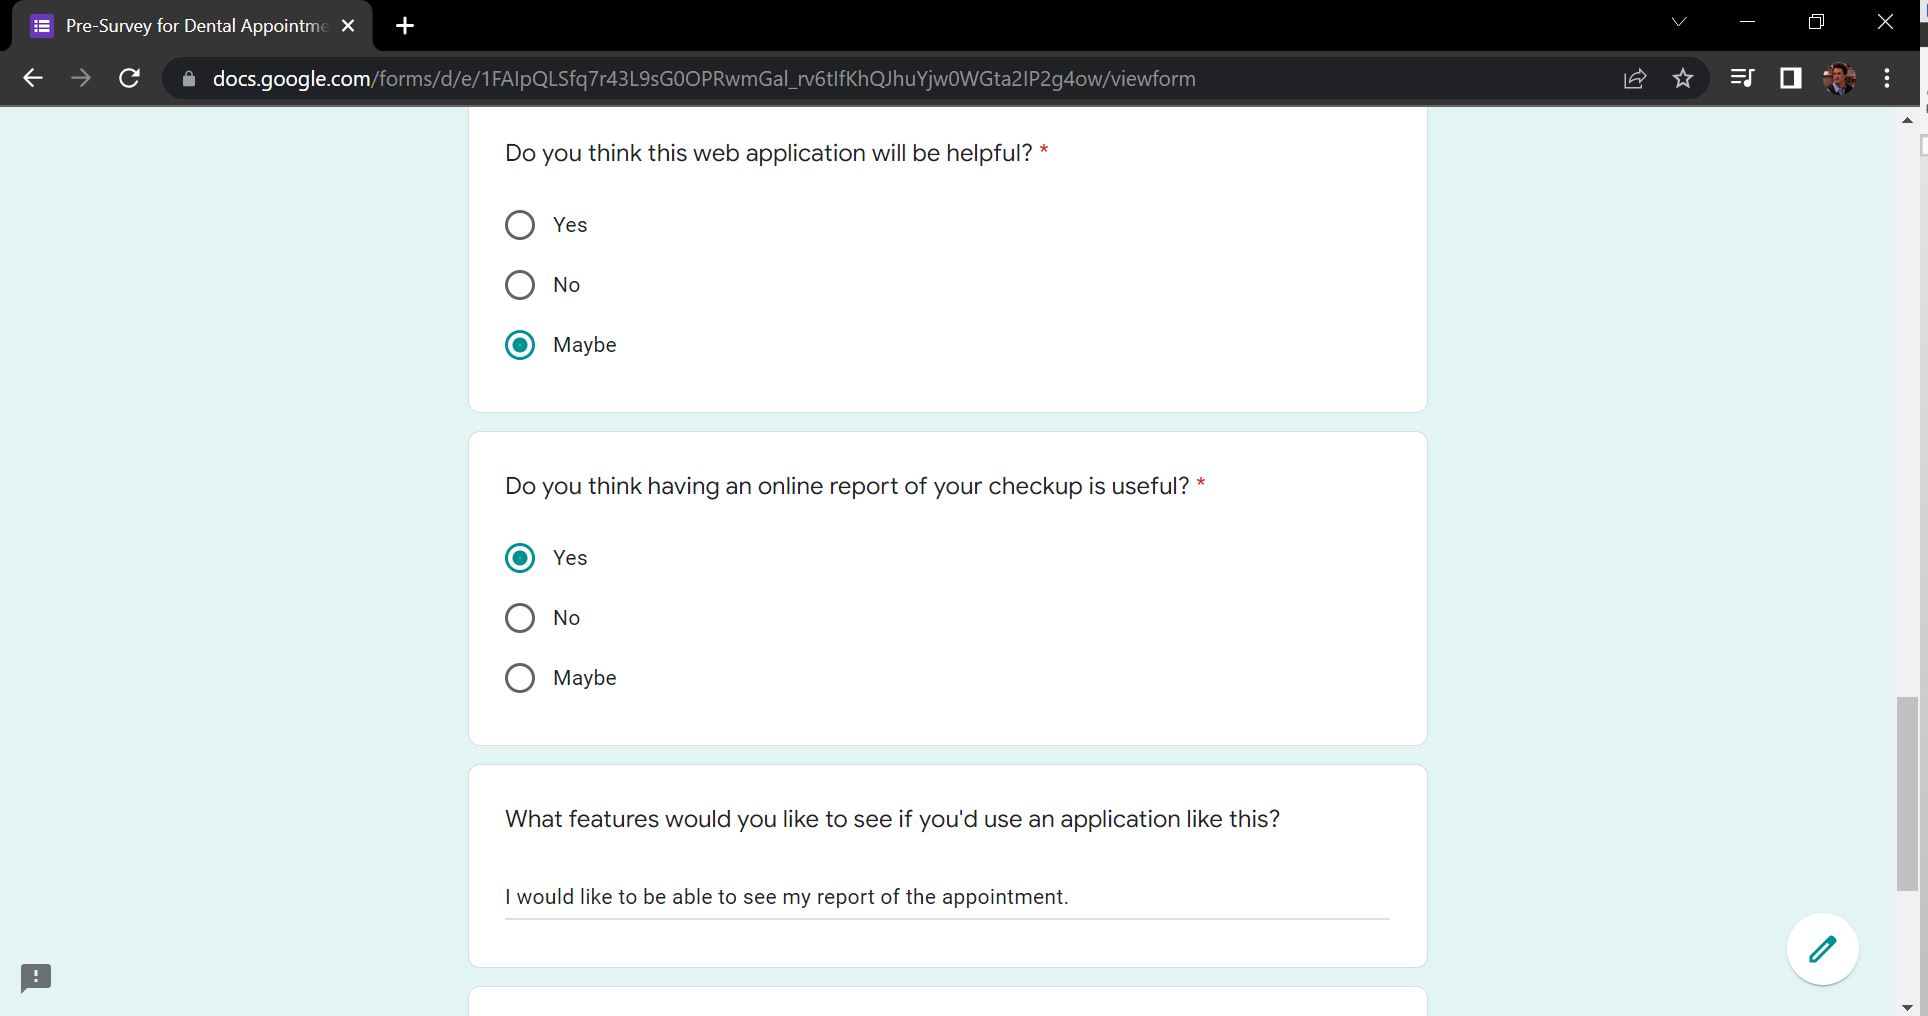 Pre-Survey for Dental Appointme
docs.google.com/forms/d/e/1FAIpQLSfq7r43L9sG0OPRwmGal_rv6tIfKhQJhuYjw0WGta2IP2g4ow/viewform
Do you think this web application will be helpful? *
Yes
No
Maybe
Do you think having an online report of your checkup is useful? *
Yes
No
Maybe
What features would you like to see if you'd use an application like this?
I would like to be able to see my report of the appointment.